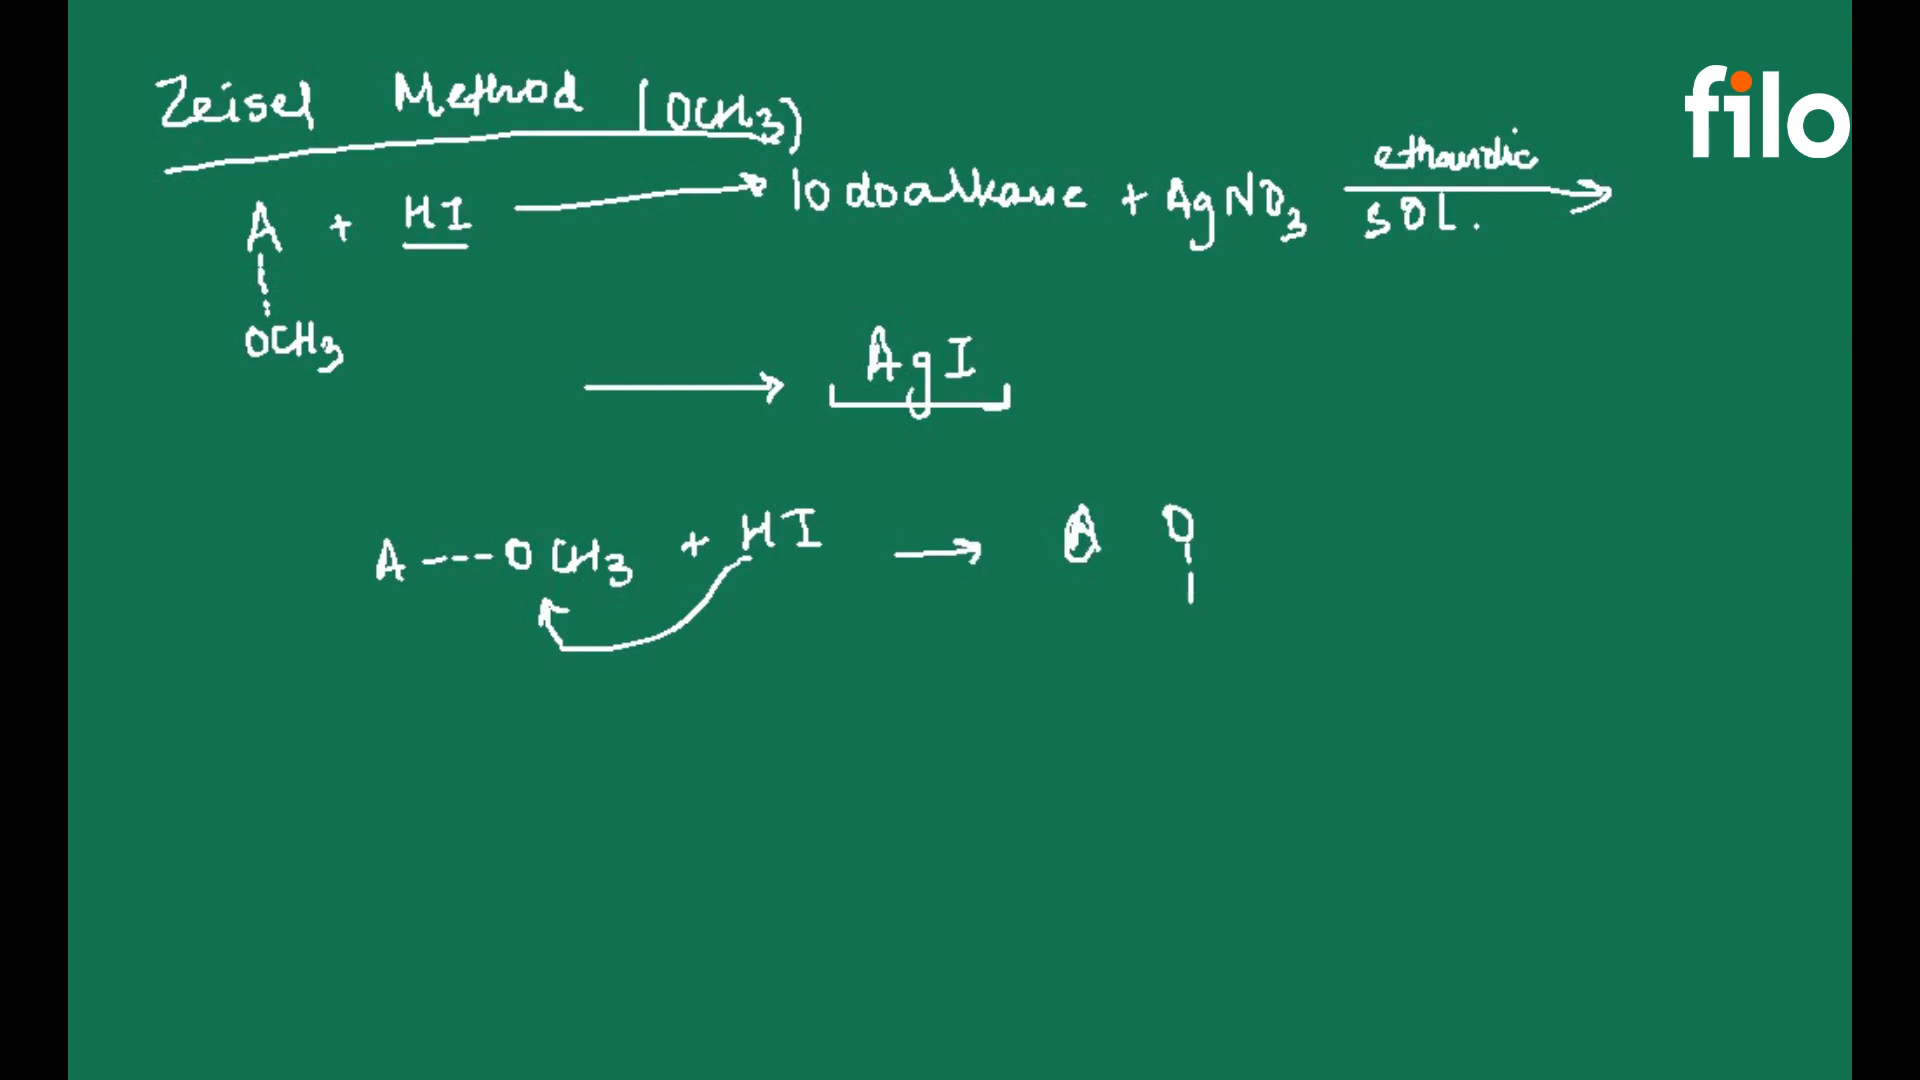 filo
Zeisel Method (OCH3)
A + HI → Iodoalkane + AgNO3 ethanolic sol. →
OCH3
→ AgI
A---OCH3 + HI → A O